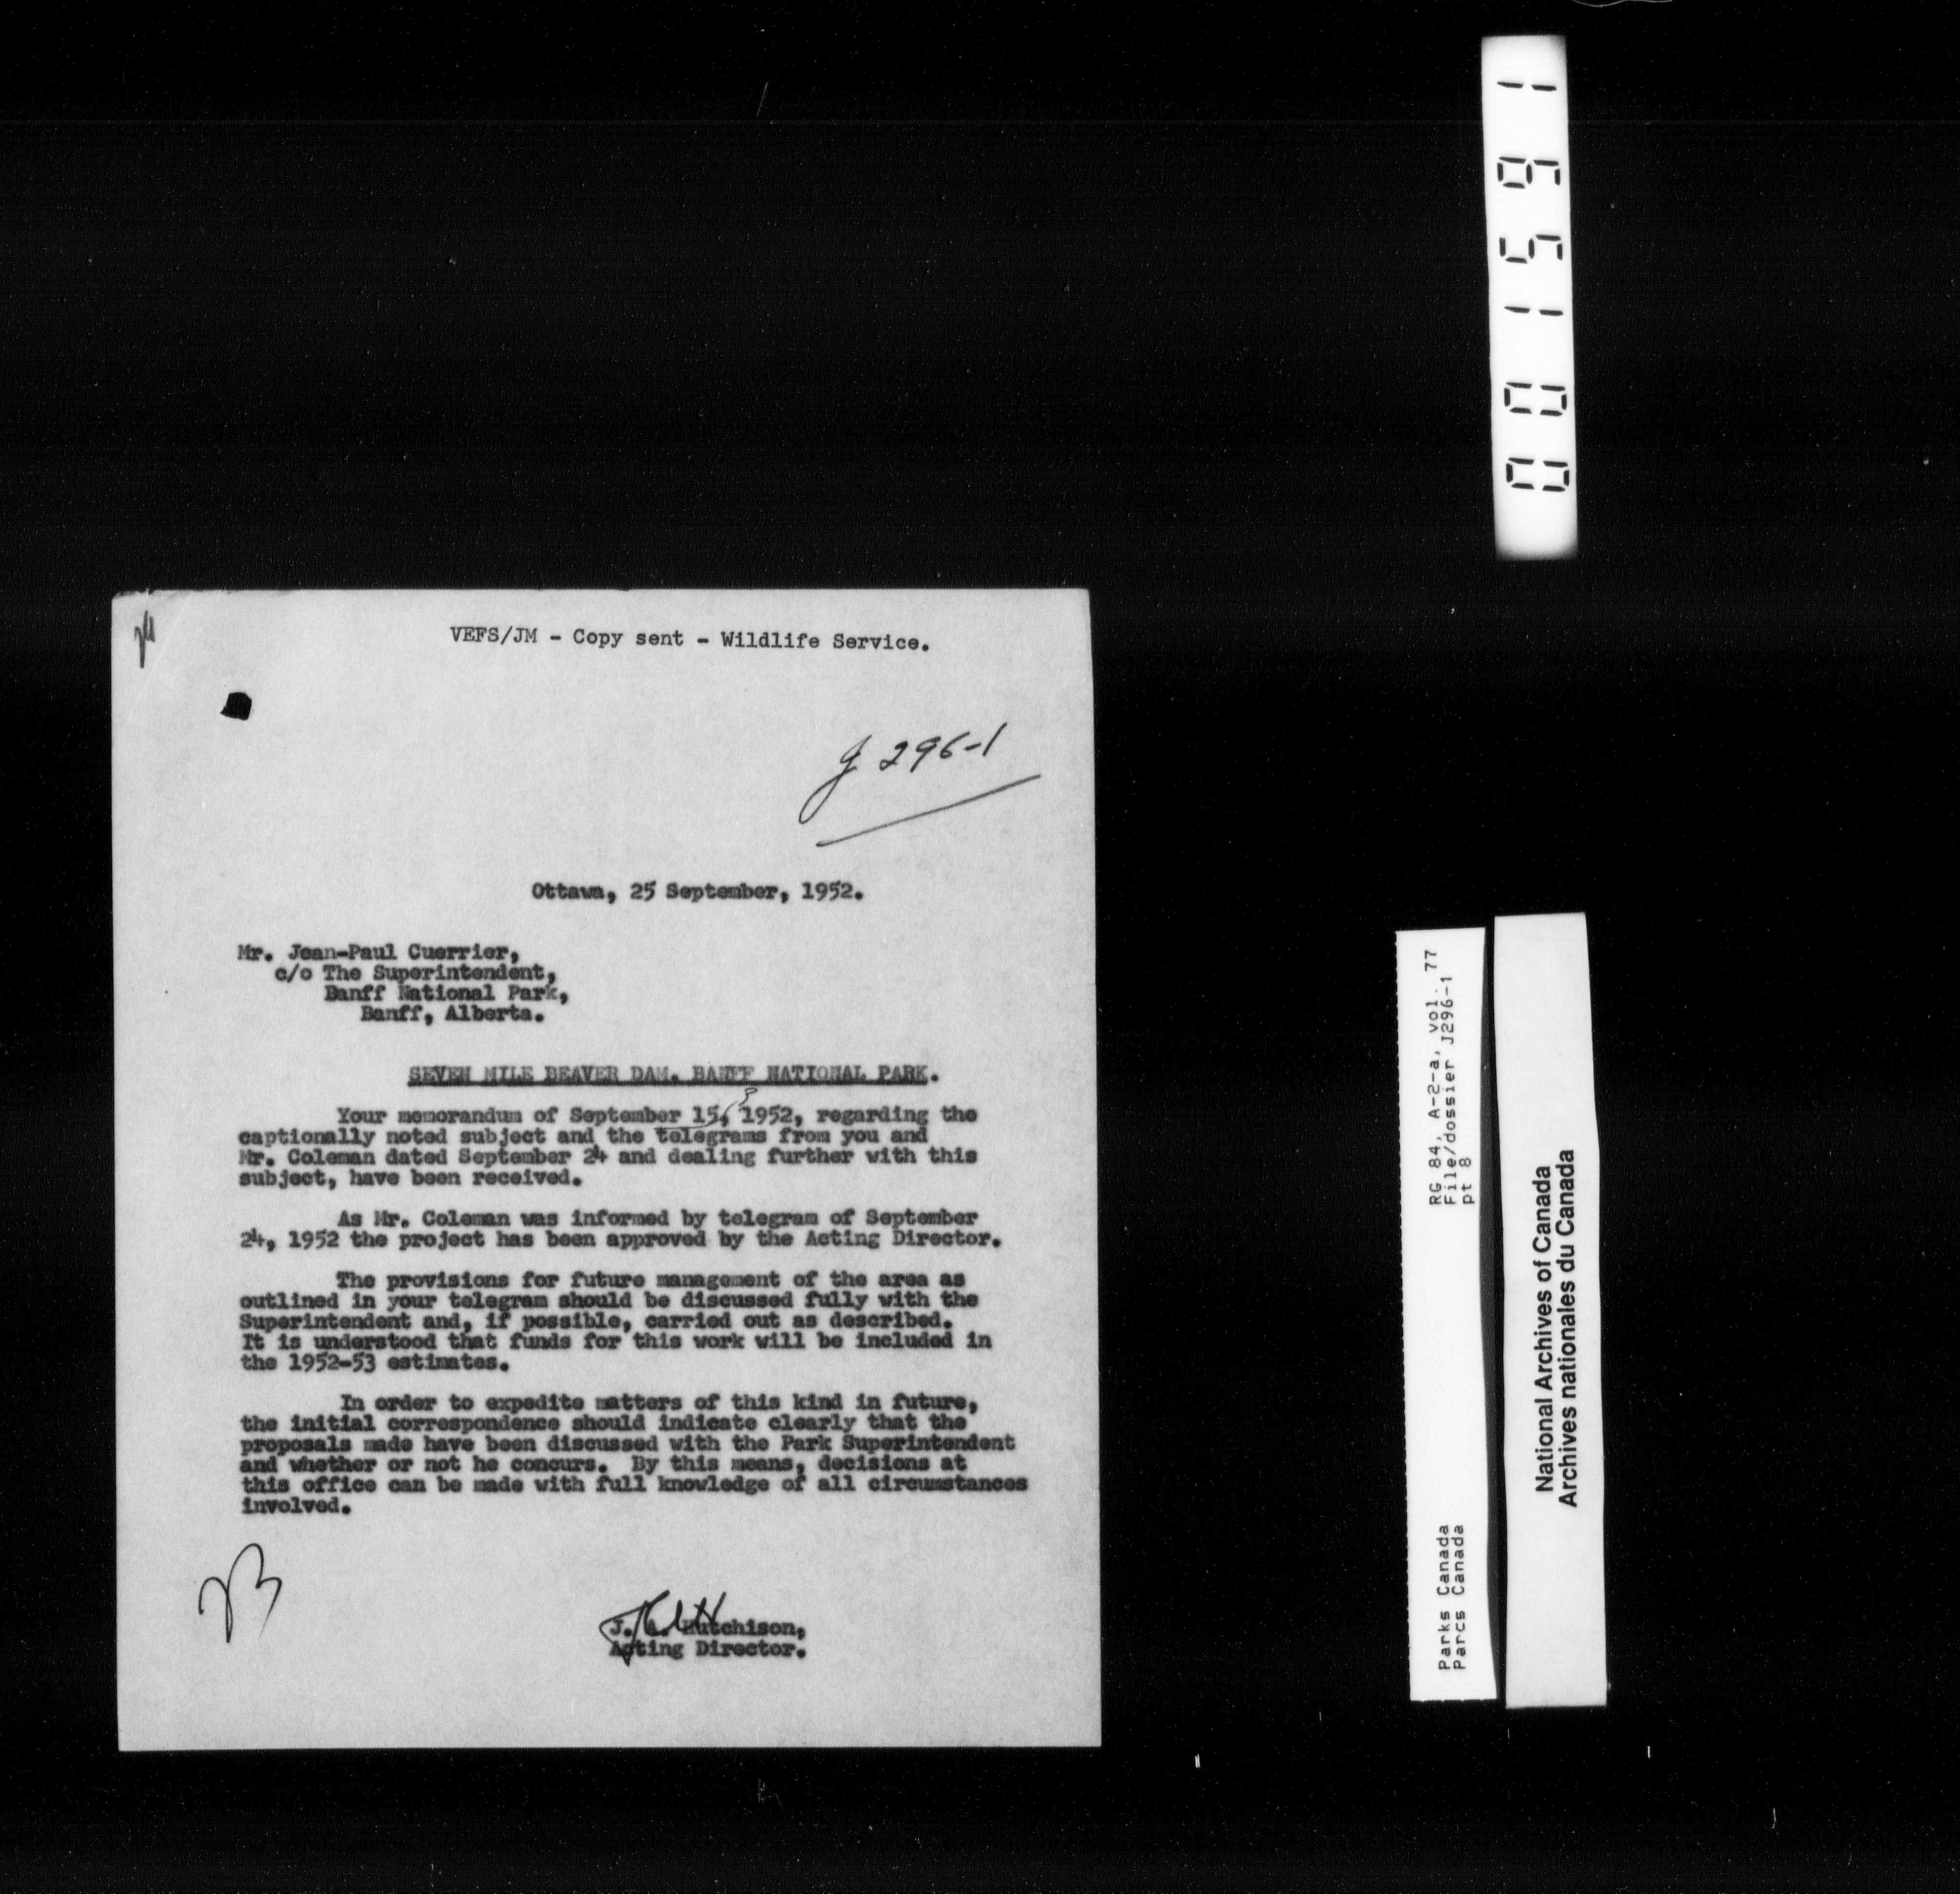 VEFS/JM - Copy sent - Wildlife Service.
J 296-1
Ottawa, 25 September, 1952.
Mr. Jean-Paul Cuerrier,
c/o The Superintendent,
Banff National Park,
Banff, Alberta.
SEVEN MILE BEAVER DAM. BANFF NATIONAL PARK.
Your memorandum of September 15, 1952, regarding the
captionally noted subject and the telegrams from you and
Mr. Coleman dated September 24 and dealing further with this
subject, have been received.
As Mr. Coleman was informed by telegram of September
24, 1952 the project has been approved by the Acting Director.
The provisions for future management of the area as
outlined in your telegram should be discussed fully with the
Superintendent and, if possible, carried out as described.
It is understood that funds for this work will be included in
the 1952-53 estimates.
In order to expedite matters of this kind in future,
the initial correspondence should indicate clearly that the
proposals made have been discussed with the Park Superintendent
and whether or not he concurs.  By this means, decisions at
this office can be made with full knowledge of all circumstances
involved.
J. A. Hutchison,
Acting Director.
001591
RG 84, A-2-a, vol. 77
File/dossier J296-1
pt 8
Parks Canada
Parcs Canada
National Archives of Canada
Archives nationales du Canada